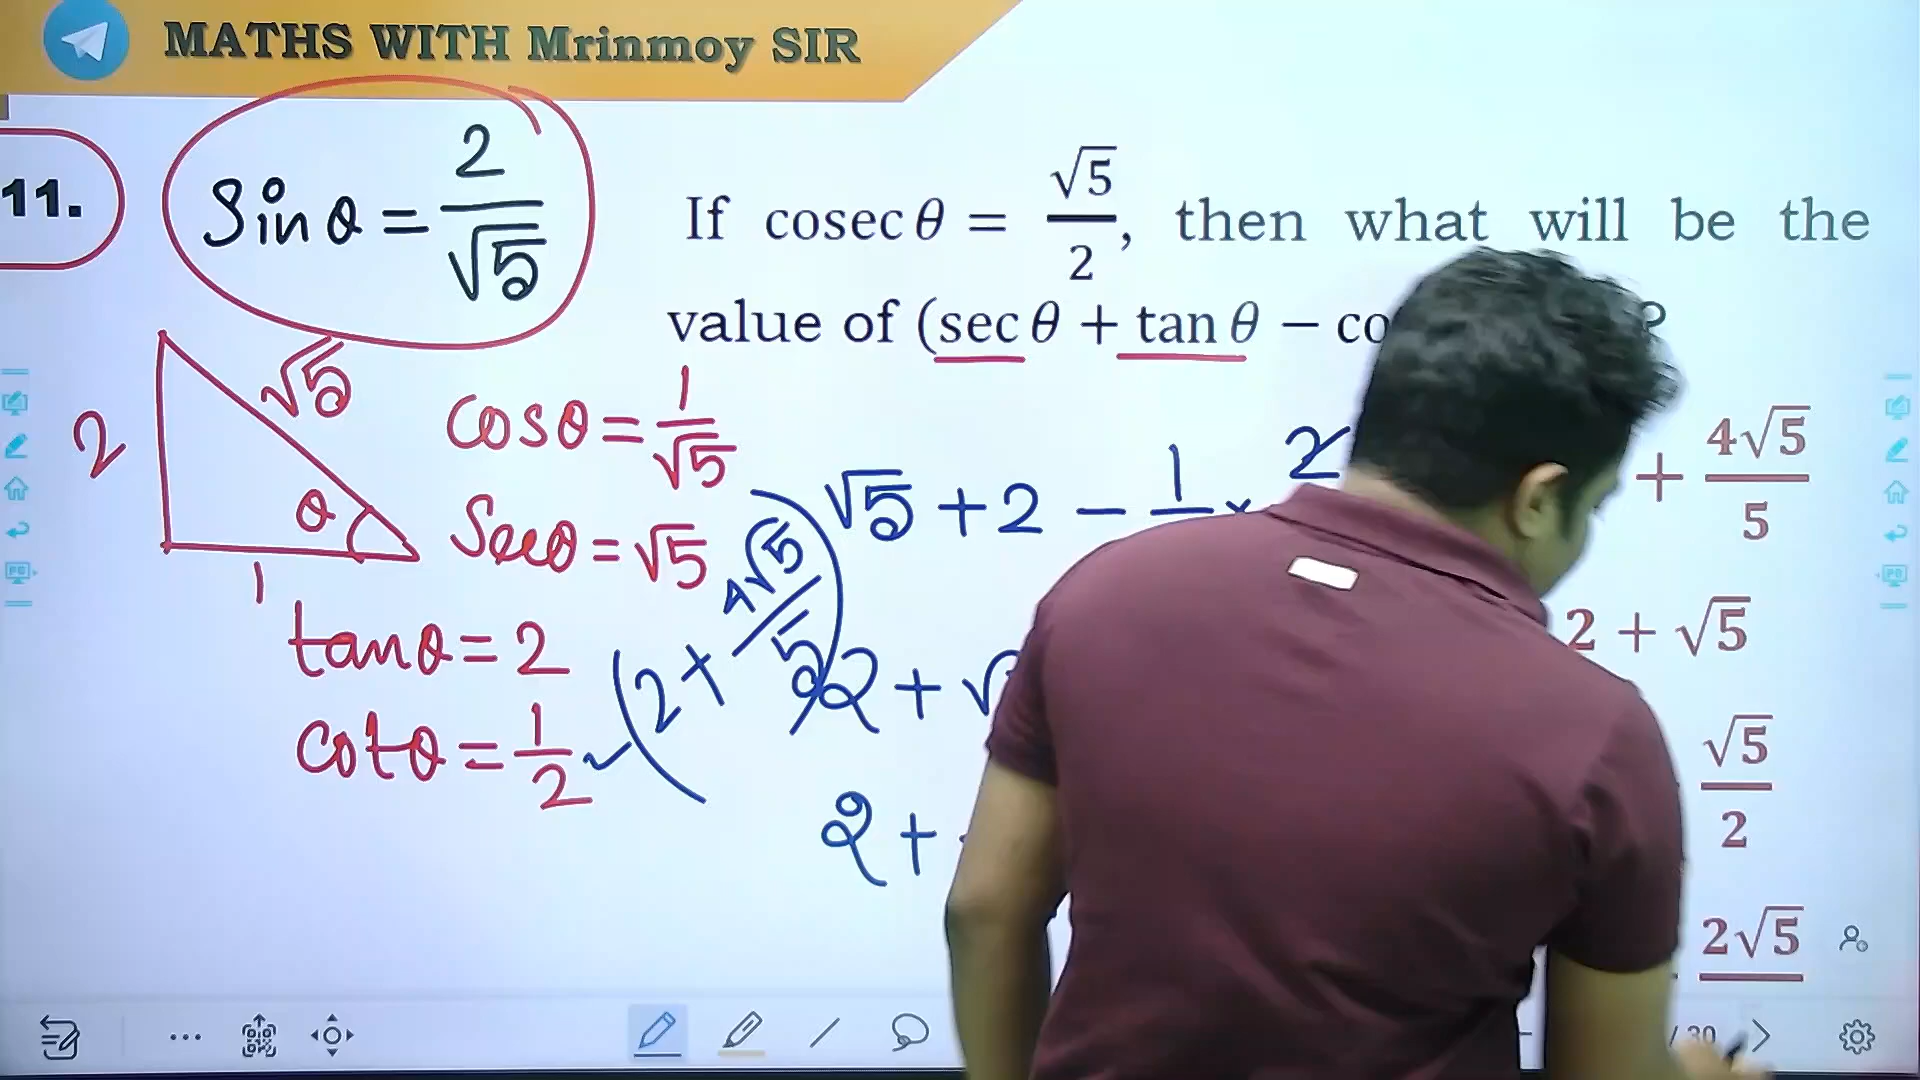 MATHS WITH Mrinmoy SIR
11.
sinθ = 2/√5
If cosec θ = √5/2, then what will be the
value of (sec θ + tan θ − co ?
2
√5
θ
1
cosθ = 1/√5
secθ = √5
tanθ = 2
cotθ = 1/2
√5 + 2 − 1 × 2
(2 + 4√5/5)
2 + √
2 +
+ 4√5/5
2 + √5
√5/2
2√5
/ 30